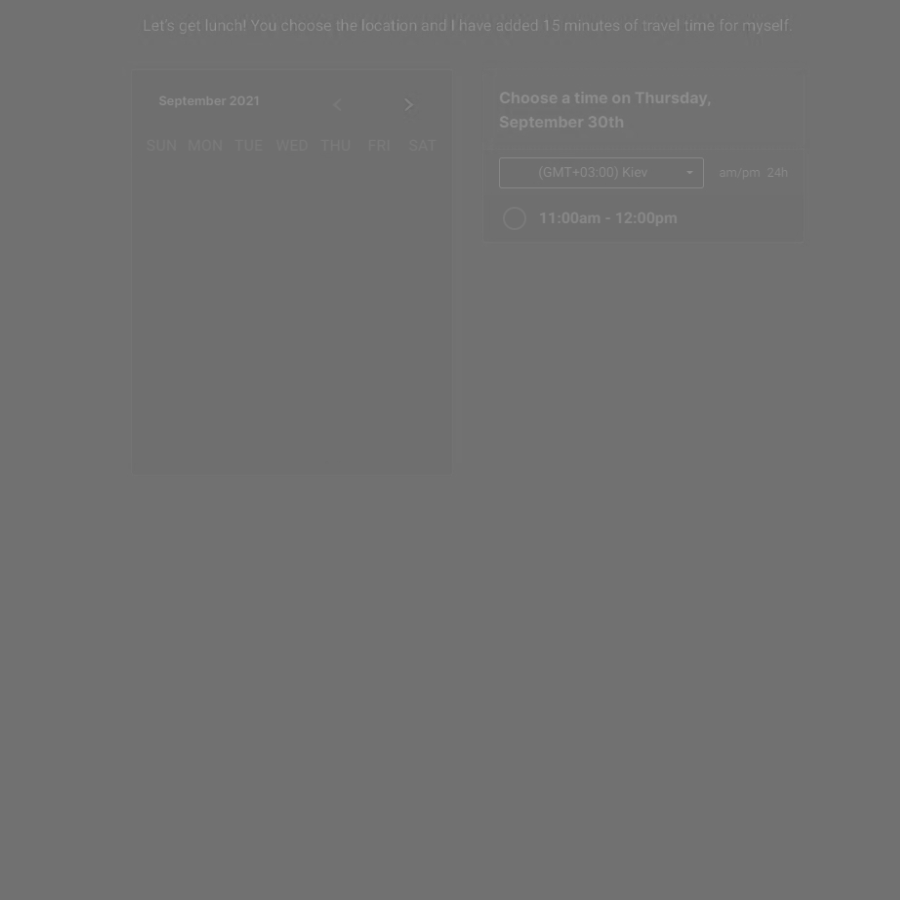 Let's get lunch! You choose the location and I have added 15 minutes of travel time for myself.
September 2021
SUN MON TUE WED THU FRI SAT
Choose a time on Thursday,
September 30th
(GMT+03:00) Kiev
am/pm 24h
11:00am - 12:00pm